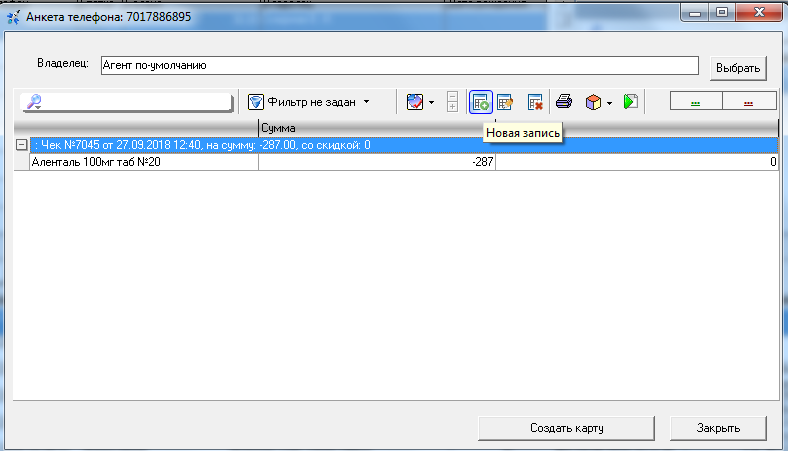 Анкета телефона: 7017886895
Владелец:
Агент по-умолчанию
Выбрать
Фильтр не задан
... ...
Сумма
Новая запись
: Чек №7045 от 27.09.2018 12:40, на сумму: -287.00, со скидкой: 0
Аленталь 100мг таб №20 -287 0
Создать карту Закрыть